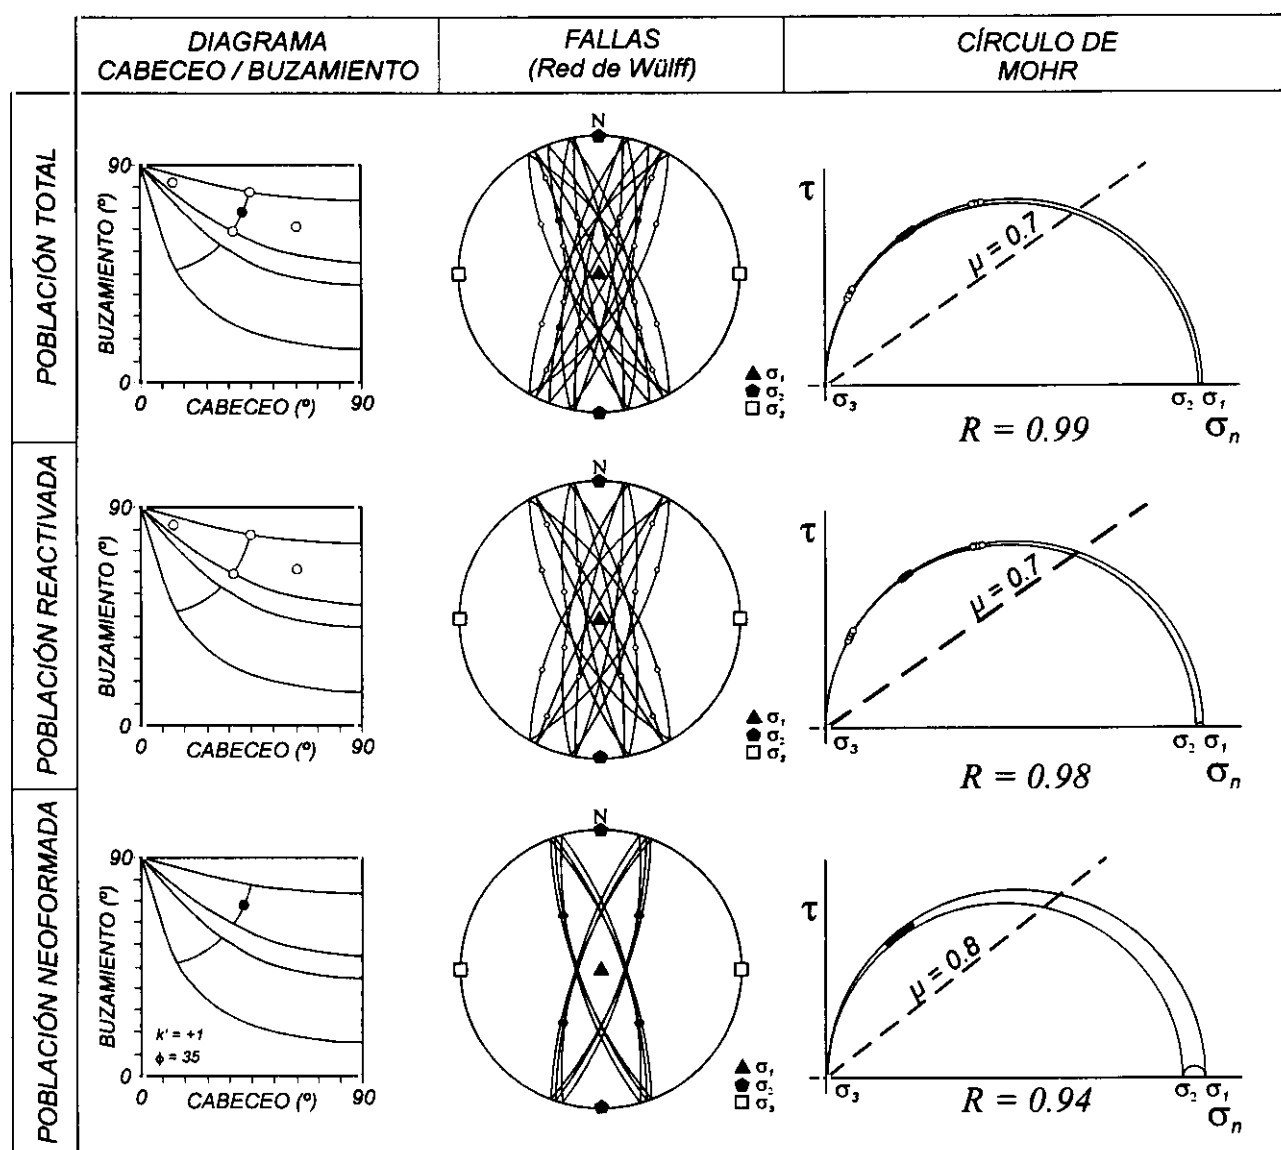 DIAGRAMA
CABECEO / BUZAMIENTO
FALLAS
(Red de Wülff)
CÍRCULO DE
MOHR
POBLACIÓN TOTAL
90
BUZAMIENTO (º)
0
0
CABECEO (º)
90
N
▲ σ₁
⬟ σ₂
□ σ₃
τ
μ = 0.7
σ₃
σ₂ σ₁
σₙ
R = 0.99
POBLACIÓN REACTIVADA
90
BUZAMIENTO (º)
0
0
CABECEO (º)
90
N
▲ σ₁
⬟ σ₂
□ σ₃
τ
μ = 0.7
σ₃
σ₂ σ₁
σₙ
R = 0.98
POBLACIÓN NEOFORMADA
90
BUZAMIENTO (º)
k' = +1
ϕ = 35
0
0
CABECEO (º)
90
N
▲ σ₁
⬟ σ₂
□ σ₃
τ
μ = 0.8
σ₃
σ₂ σ₁
σₙ
R = 0.94